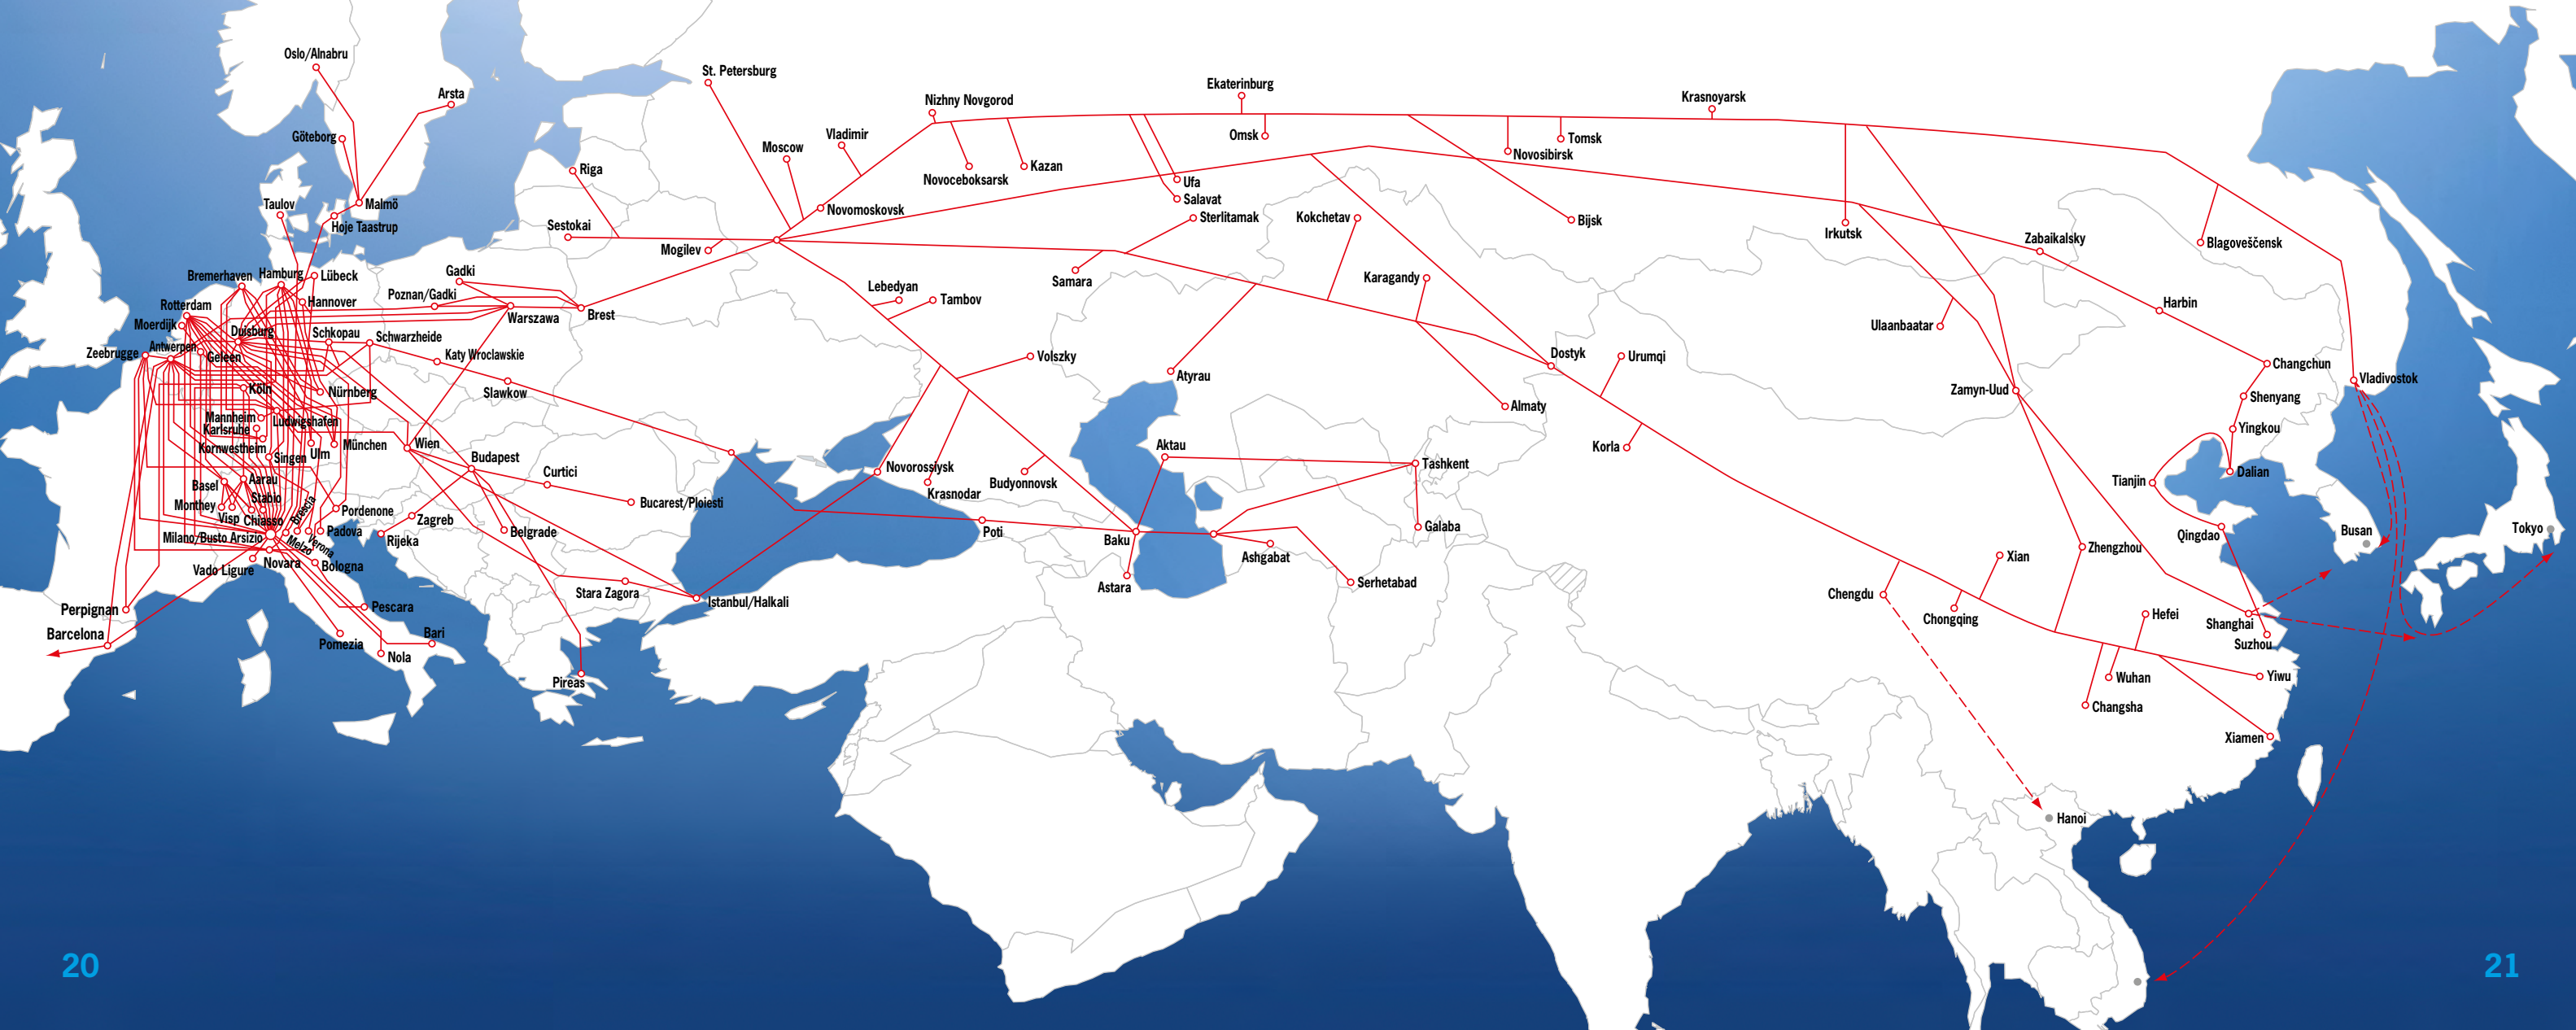 Oslo/Alnabru
Arsta
Göteborg
Taulov
Malmö
Høje Taastrup
Riga
Sestokai
St. Petersburg
Moscow
Vladimir
Nizhny Novgorod
Novomoskovsk
Mogilev
Novoceboksarsk
Kazan
Ekaterinburg
Omsk
Ufa
Salavat
Sterlitamak
Samara
Kokchetav
Karagandy
Krasnoyarsk
Tomsk
Novosibirsk
Bijsk
Irkutsk
Zabaikalsky
Blagoveščensk
Harbin
Ulaanbaatar
Changchun
Vladivostok
Shenyang
Yingkou
Dalian
Zamyn-Uud
Tianjin
Qingdao
Busan
Tokyo
Bremerhaven
Hamburg
Lübeck
Hannover
Rotterdam
Moerdijk
Duisburg
Schkopau
Schwarzheide
Zeebrugge
Antwerpen
Geleen
Gadki
Poznan/Gadki
Warszawa
Brest
Katy Wroclawskie
Slawkow
Köln
Nürnberg
Mannheim
Ludwigshafen
Karlsruhe
Kornwestheim
Singen
Ulm
München
Wien
Budapest
Curtici
Bucarest/Ploiesti
Basel
Aarau
Stabio
Brescia
Monthey
Visp
Chiasso
Pordenone
Padova
Milano/Busto Arsizio
Melzo
Verona
Novara
Vado Ligure
Bologna
Zagreb
Rijeka
Belgrade
Stara Zagora
Istanbul/Halkali
Perpignan
Barcelona
Pescara
Pomezia
Nola
Bari
Pireas
Lebedyan
Tambov
Volszky
Novorossiysk
Krasnodar
Budyonnovsk
Poti
Baku
Astara
Atyrau
Aktau
Ashgabat
Serhetabad
Tashkent
Galaba
Dostyk
Almaty
Urumqi
Korla
Zhengzhou
Xian
Chengdu
Chongqing
Hefei
Shanghai
Suzhou
Wuhan
Changsha
Yiwu
Xiamen
Hanoi
20
21